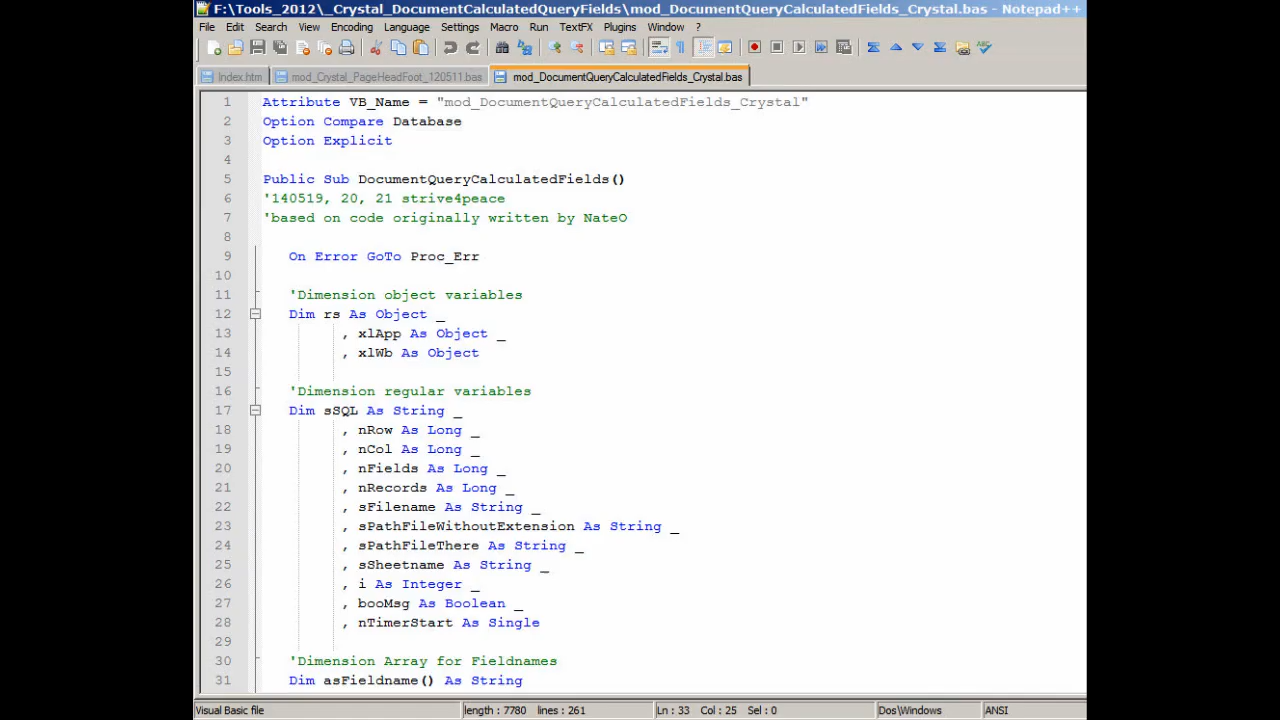 F:\Tools_2012\_Crystal_DocumentCalculatedQueryFields\mod_DocumentQueryCalculatedFields_Crystal.bas - Notepad++
File Edit Search View Encoding Language Settings Macro Run TextFX Plugins Window ?
Index.htm mod_Crystal_PageHeadFoot_120511.bas mod_DocumentQueryCalculatedFields_Crystal.bas
1 Attribute VB_Name = "mod_DocumentQueryCalculatedFields_Crystal"
2 Option Compare Database
3 Option Explicit
4
5 Public Sub DocumentQueryCalculatedFields()
6 '140519, 20, 21 strive4peace
7 'based on code originally written by NateO
8
9 On Error GoTo Proc_Err
10
11 'Dimension object variables
12 Dim rs As Object _
13 , xlApp As Object _
14 , xlWb As Object
15
16 'Dimension regular variables
17 Dim sSQL As String _
18 , nRow As Long _
19 , nCol As Long _
20 , nFields As Long _
21 , nRecords As Long _
22 , sFilename As String _
23 , sPathFileWithoutExtension As String _
24 , sPathFileThere As String _
25 , sSheetname As String _
26 , i As Integer _
27 , booMsg As Boolean _
28 , nTimerStart As Single
29
30 'Dimension Array for Fieldnames
31 Dim asFieldname() As String
Visual Basic file length : 7780 lines : 261 Ln : 33 Col : 25 Sel : 0 Dos\Windows ANSI